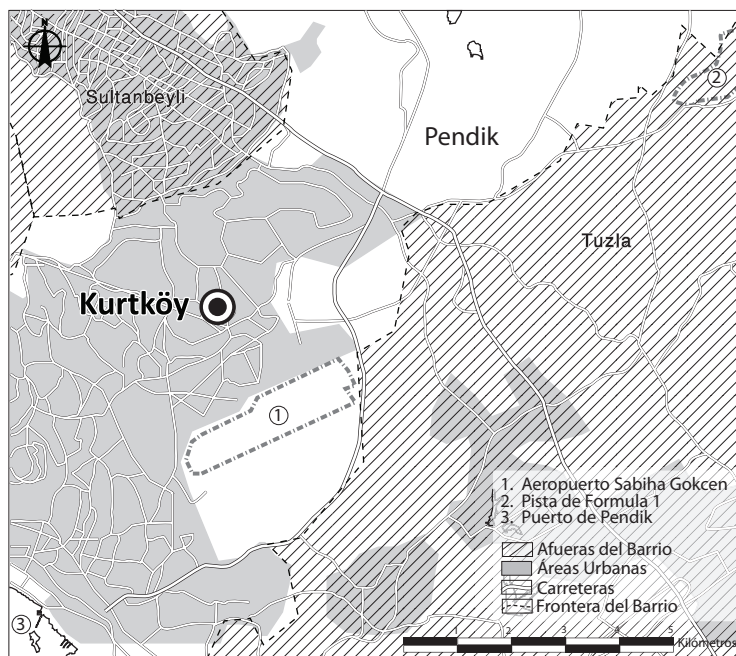 N
Sultanbeyli
②
Pendik
Tuzla
Kurtköy
①
1. Aeropuerto Sabiha Gokcen
2. Pista de Formula 1
3. Puerto de Pendik
Afueras del Barrio
Áreas Urbanas
Carreteras
Frontera del Barrio
③
1 2 3 4 5
Kilómetros